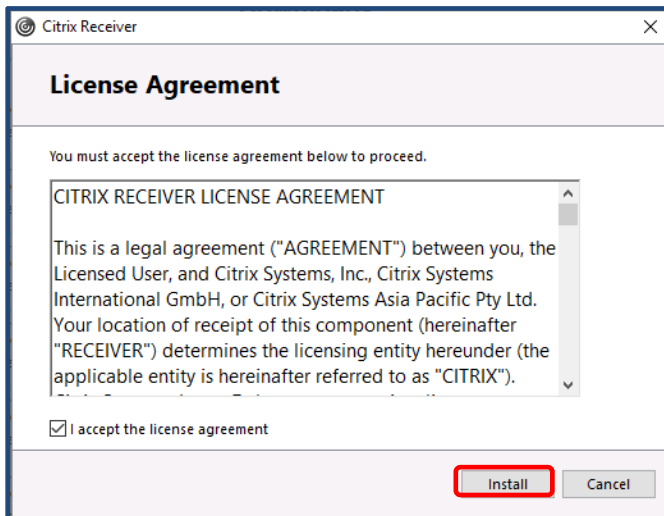 Citrix Receiver
License Agreement
You must accept the license agreement below to proceed.
CITRIX RECEIVER LICENSE AGREEMENT
This is a legal agreement ("AGREEMENT") between you, the
Licensed User, and Citrix Systems, Inc., Citrix Systems
International GmbH, or Citrix Systems Asia Pacific Pty Ltd.
Your location of receipt of this component (hereinafter
"RECEIVER") determines the licensing entity hereunder (the
applicable entity is hereinafter referred to as "CITRIX").
I accept the license agreement
Install
Cancel